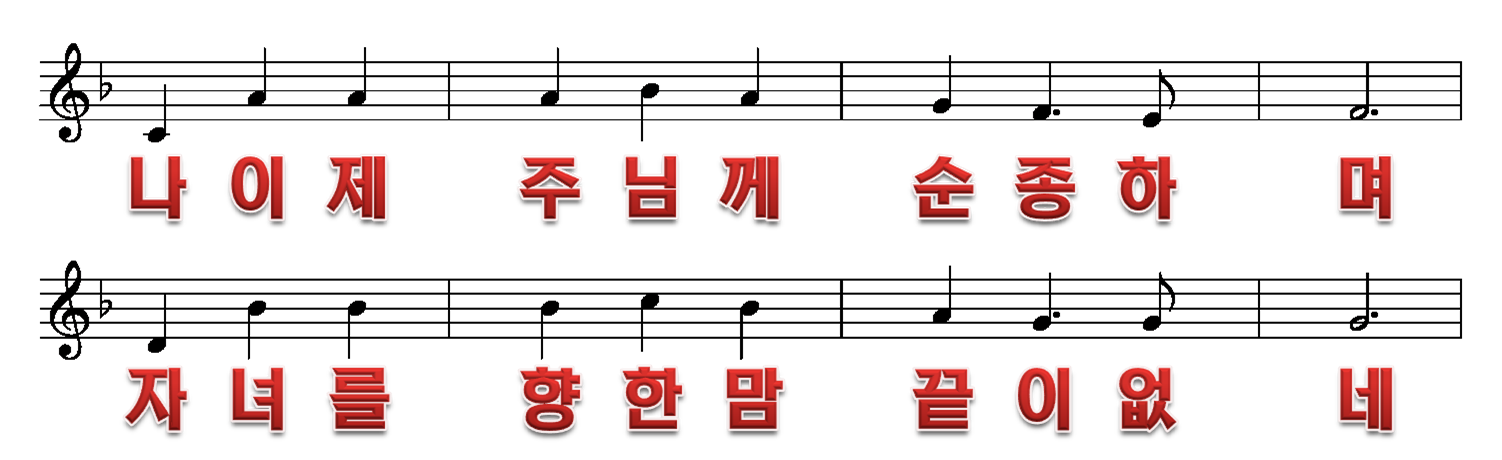 나 이 제 주 님 께 순 종 하 며
자 녀 를 향 한 맘 끝 이 없 네